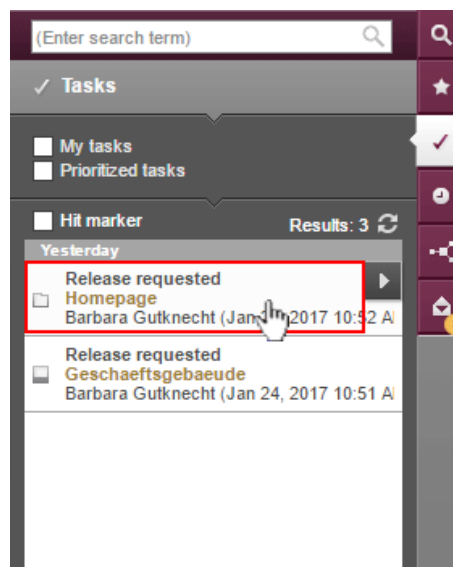 (Enter search term)
Tasks
My tasks
Prioritized tasks
Hit marker
Results: 3
Yesterday
Release requested
Homepage
Barbara Gutknecht (Jan 2017 10:52 A
Release requested
Geschaeftsgebaeude
Barbara Gutknecht (Jan 24, 2017 10:51 A